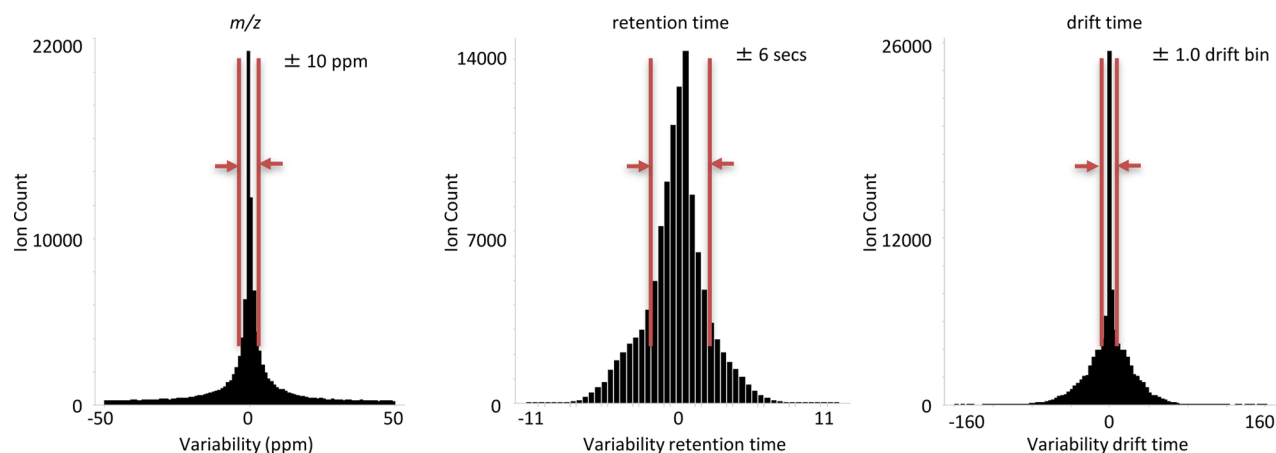 m/z
22000
± 10 ppm
Ion Count
10000
0
-50
0
50
Variability (ppm)
retention time
14000
± 6 secs
Ion Count
7000
0
-11
0
11
Variability retention time
drift time
26000
± 1.0 drift bin
Ion Count
12000
0
-160
0
160
Variability drift time